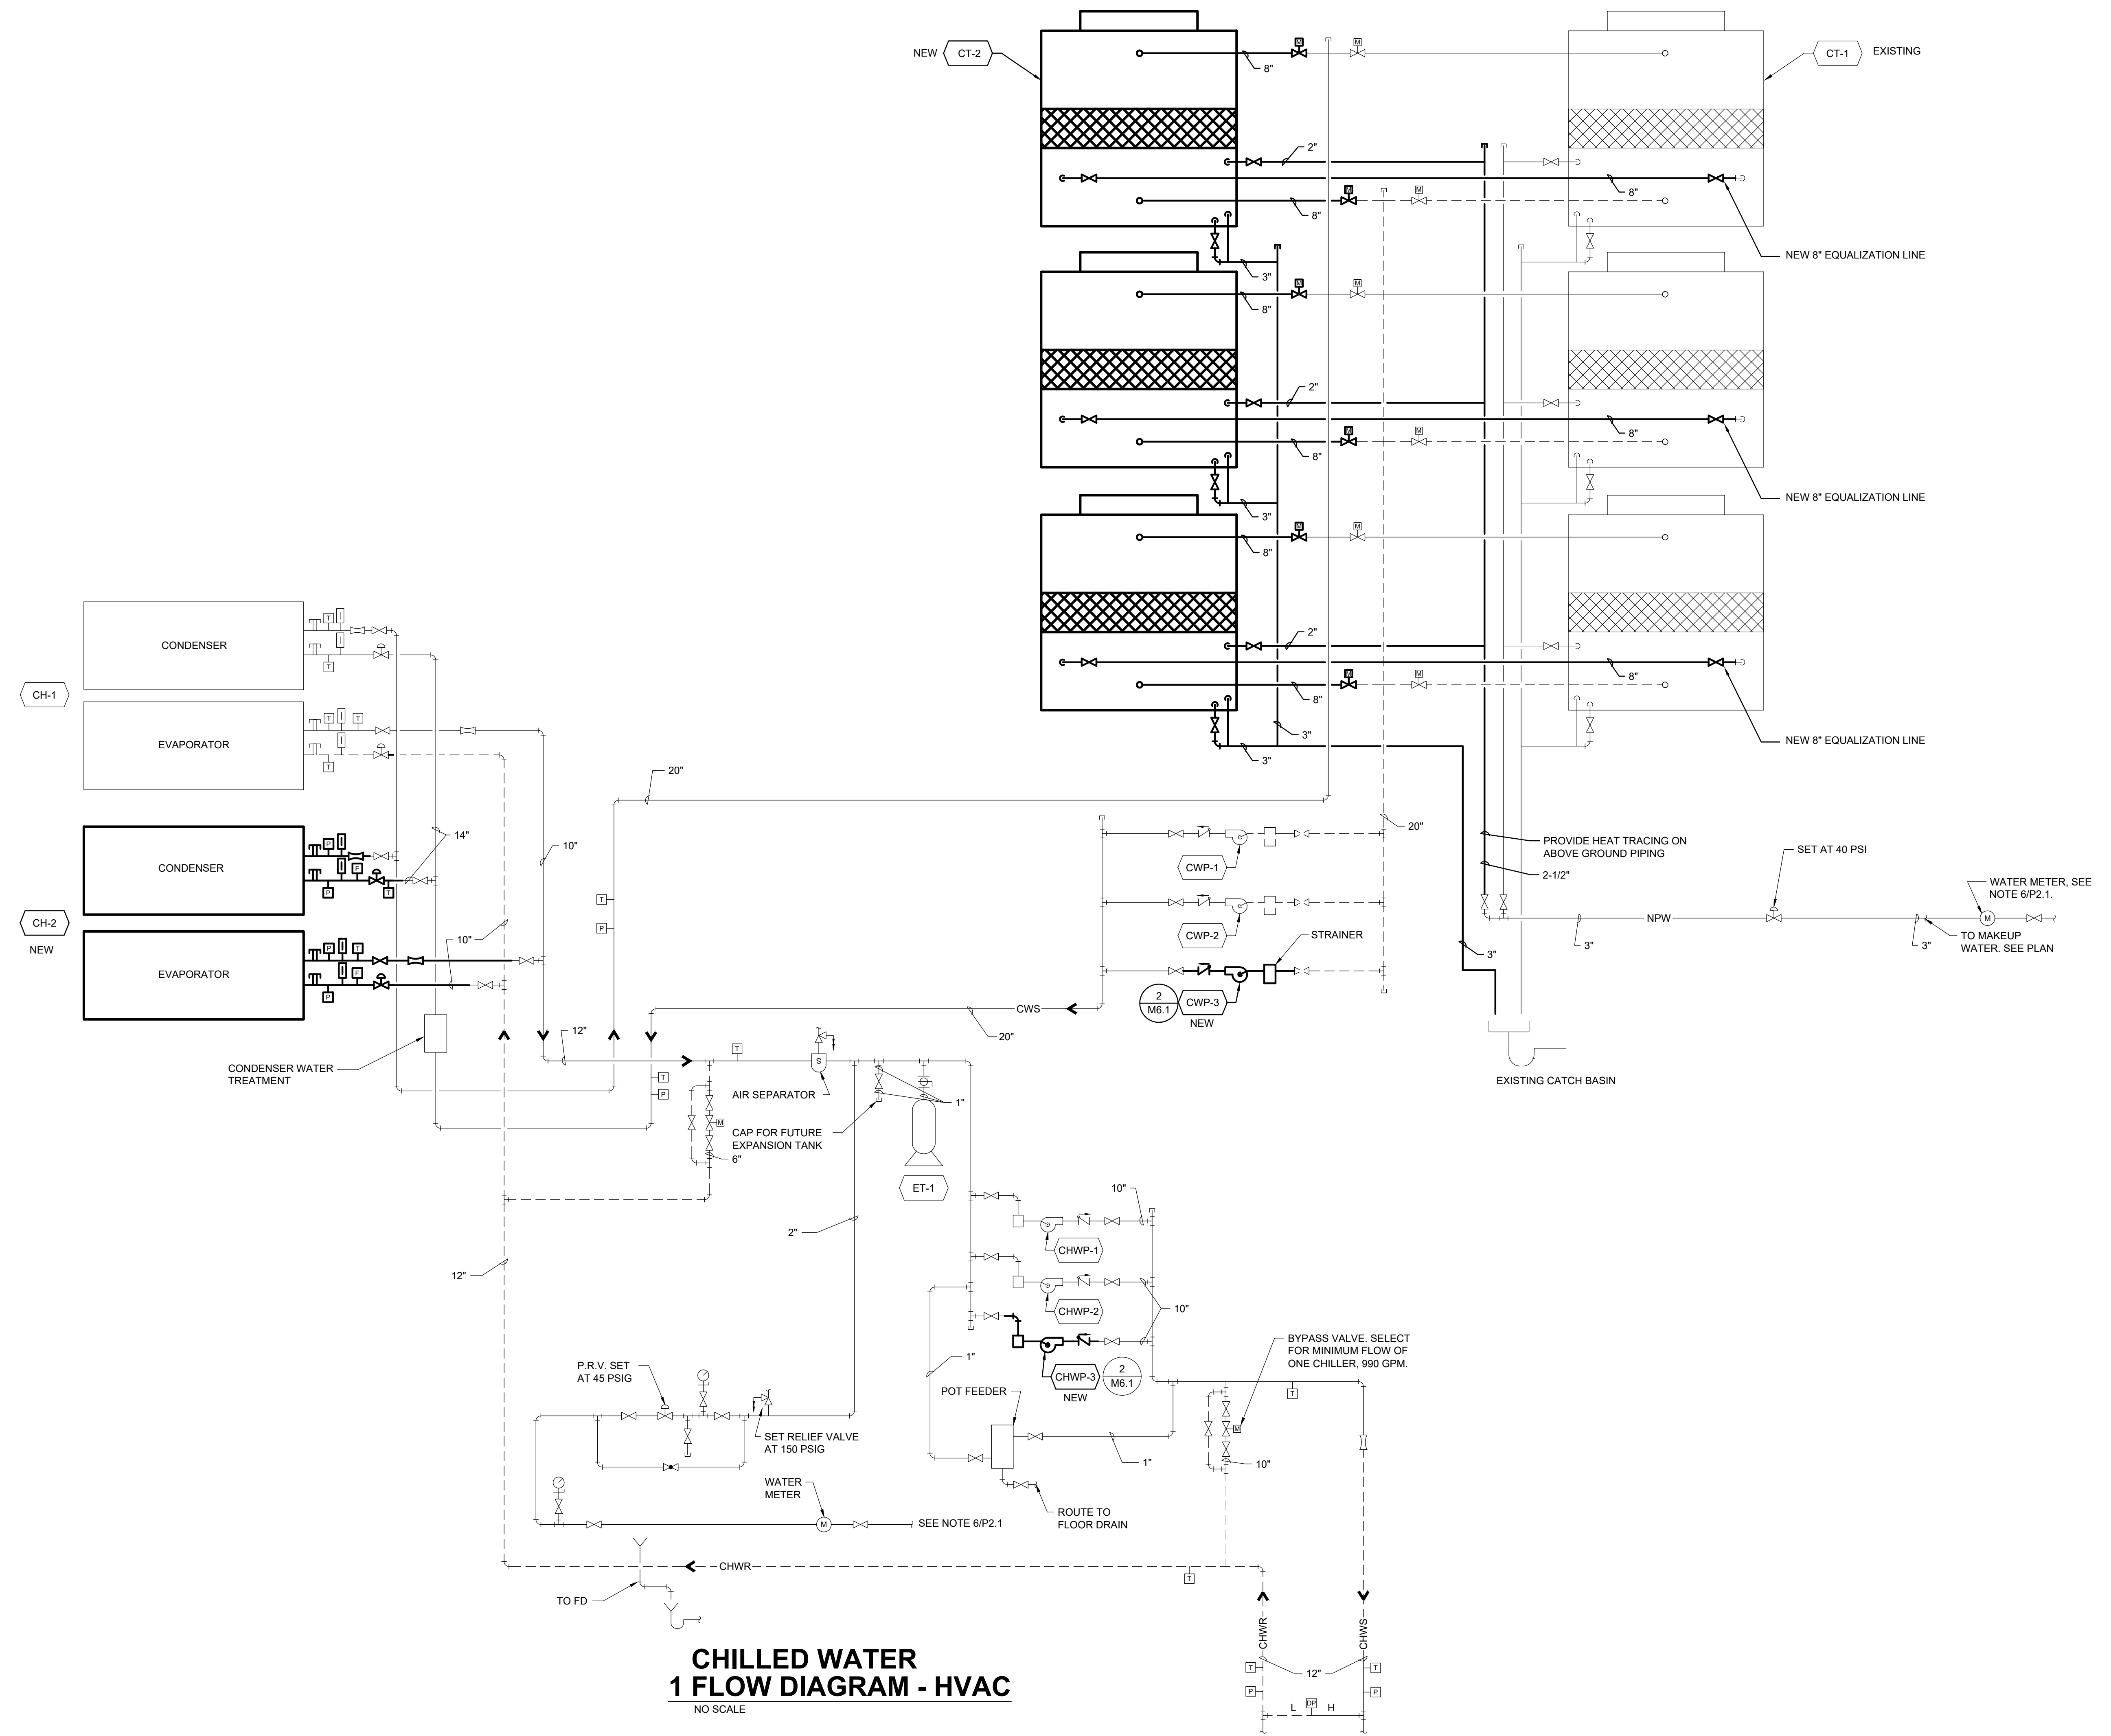 NEW
CT-2
M
M
CT-1
EXISTING
8"
2"
8"
M
M
8"
NEW 8" EQUALIZATION LINE
3"
M
M
8"
2"
8"
M
M
8"
NEW 8" EQUALIZATION LINE
3"
M
M
8"
2"
8"
M
M
8"
3"
NEW 8" EQUALIZATION LINE
3"
CONDENSER
T
T
CH-1
EVAPORATOR
T
T
T
20"
14"
10"
CONDENSER
P
F
P
T
CH-2
NEW
EVAPORATOR
P
T
F
P
10"
T
P
CWP-1
CWP-2
STRAINER
2
M6.1
CWP-3
NEW
20"
PROVIDE HEAT TRACING ON
ABOVE GROUND PIPING
2-1/2"
SET AT 40 PSI
WATER METER, SEE
NOTE 6/P2.1.
NPW
M
3"
3"
TO MAKEUP
WATER. SEE PLAN
3"
CWS
20"
12"
T
S
CONDENSER WATER
TREATMENT
T
P
AIR SEPARATOR
1"
M
CAP FOR FUTURE
EXPANSION TANK
6"
EXISTING CATCH BASIN
ET-1
10"
2"
CHWP-1
12"
CHWP-2
10"
1"
CHWP-3
2
M6.1
NEW
BYPASS VALVE. SELECT
FOR MINIMUM FLOW OF
ONE CHILLER, 990 GPM.
P.R.V. SET
AT 45 PSIG
POT FEEDER
T
SET RELIEF VALVE
AT 150 PSIG
M
1"
10"
WATER
METER
M
SEE NOTE 6/P2.1
ROUTE TO
FLOOR DRAIN
CHWR
T
TO FD
CHWR
CHWS
T
12"
T
P
P
L
DP
H
CHILLED WATER
1 FLOW DIAGRAM - HVAC
NO SCALE